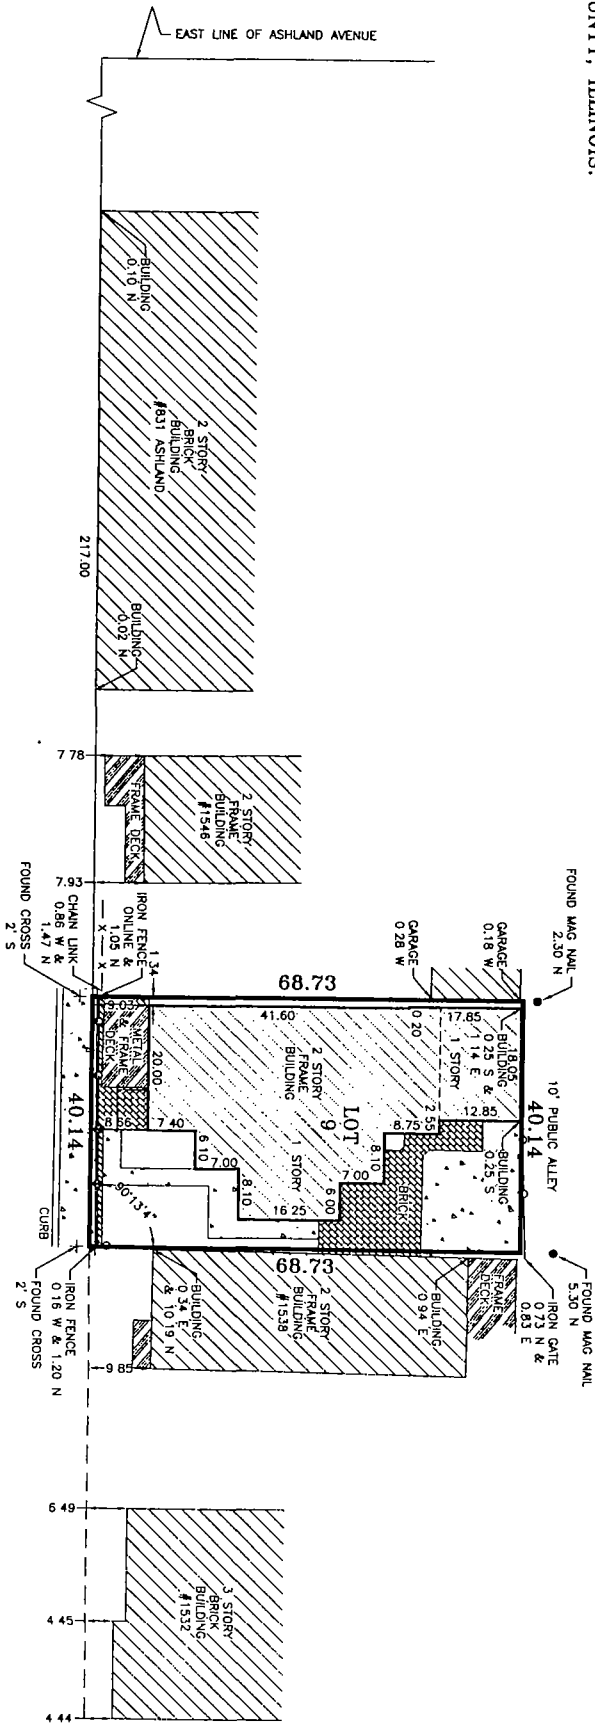 UNTY, ILLINOIS.
EAST LINE OF ASHLAND AVENUE
BUILDING
0.10 N
2 STORY
BRICK
BUILDING
#831 ASHLAND
217.00
BUILDING
0.02 N
7 78
FRAME DECK
2 STORY
FRAME
BUILDING
#1546
7.93
FOUND CROSS
2' S
CHAIN LINK
0.86 W &
1.47 N
IRON FENCE
ONLINE &
1.05 N
X X
1.34
GARAGE
0.28 W
GARAGE
0.18 W
FOUND MAG NAIL
2.30 N
68.73
9.03
METAL
& FRAME
DECK
20.00
41.60
0 20
17.85
18.05
BUILDING
0.25 S &
1 14 E
1 STORY
10' PUBLIC ALLEY
40.14
2 STORY
FRAME
BUILDING
LOT
9
2 55
12.85
BUILDING
0.25 S
8 66
7 40
6 10
7.00
8.10
1 STORY
16 25
6 00
7 00
8.10
8.75
BRICK
40.14
90°13'4"
68.73
CURB
FOUND CROSS
2' S
IRON FENCE
0 16 W & 1.20 N
BUILDING
0 34 E
& 10 19 N
2 STORY
FRAME
BUILDING
#1538
BUILDING
0 94 E
FRAME
DECK
IRON GATE
0 73 N &
0.83 E
FOUND MAG NAIL
5.30 N
9 85
6 49
3 STORY
BRICK
BUILDING
#1532
4 45
4 44